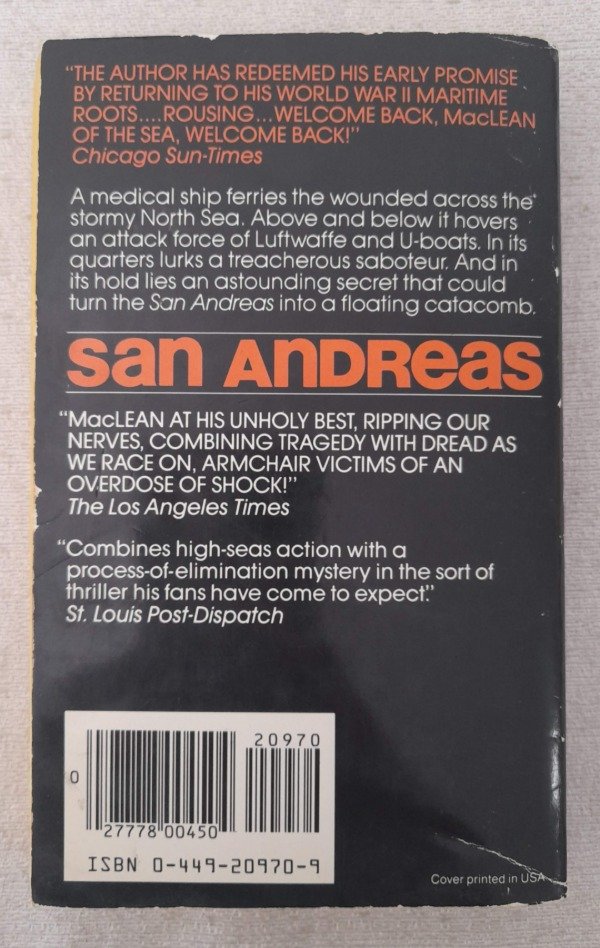 “THE AUTHOR HAS REDEEMED HIS EARLY PROMISE
BY RETURNING TO HIS WORLD WAR II MARITIME
ROOTS....ROUSING...WELCOME BACK, MacLEAN
OF THE SEA, WELCOME BACK!”
Chicago Sun-Times
A medical ship ferries the wounded across the
stormy North Sea. Above and below it hovers
an attack force of Luftwaffe and U-boats. In its
quarters lurks a treacherous saboteur. And in
its hold lies an astounding secret that could
turn the San Andreas into a floating catacomb.
san andreas
“MacLEAN AT HIS UNHOLY BEST, RIPPING OUR
NERVES, COMBINING TRAGEDY WITH DREAD AS
WE RACE ON, ARMCHAIR VICTIMS OF AN
OVERDOSE OF SHOCK!”
The Los Angeles Times
“Combines high-seas action with a
process-of-elimination mystery in the sort of
thriller his fans have come to expect.”
St. Louis Post-Dispatch
20970
0
27778 00450
ISBN 0-449-20970-9
Cover printed in USA